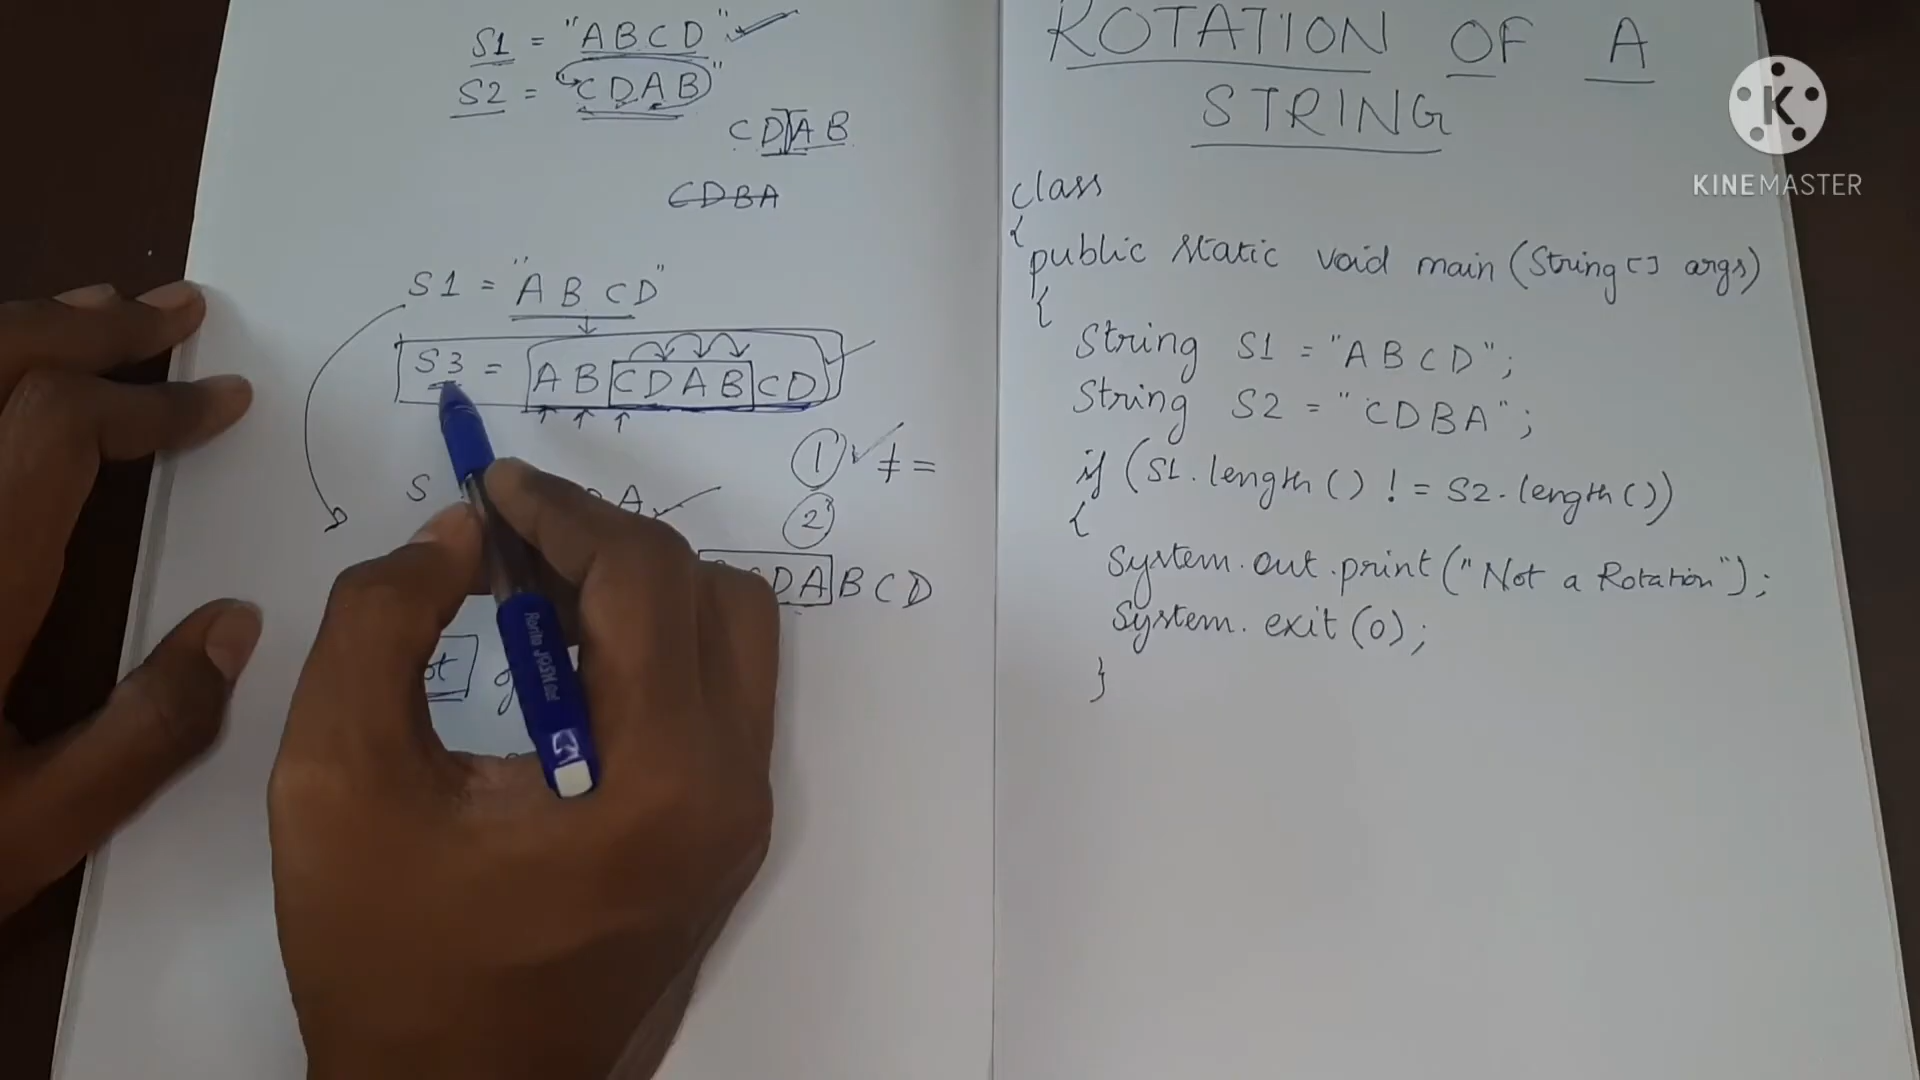 S1 = "ABCD"
S2 = "CDAB"
CDAB
CDBA
S1 = "ABCD"
S3 = ABCDABCD
1 ≠ =
S A
2
DABCD
ot
ROTATION OF A
STRING
KINEMASTER
class
{
public static void main (String [] args)
{
String S1 = "ABCD";
String S2 = "CDBA";
if (S1.length() != S2.length())
{
System.out.print("Not a Rotation");
System.exit(0);
}